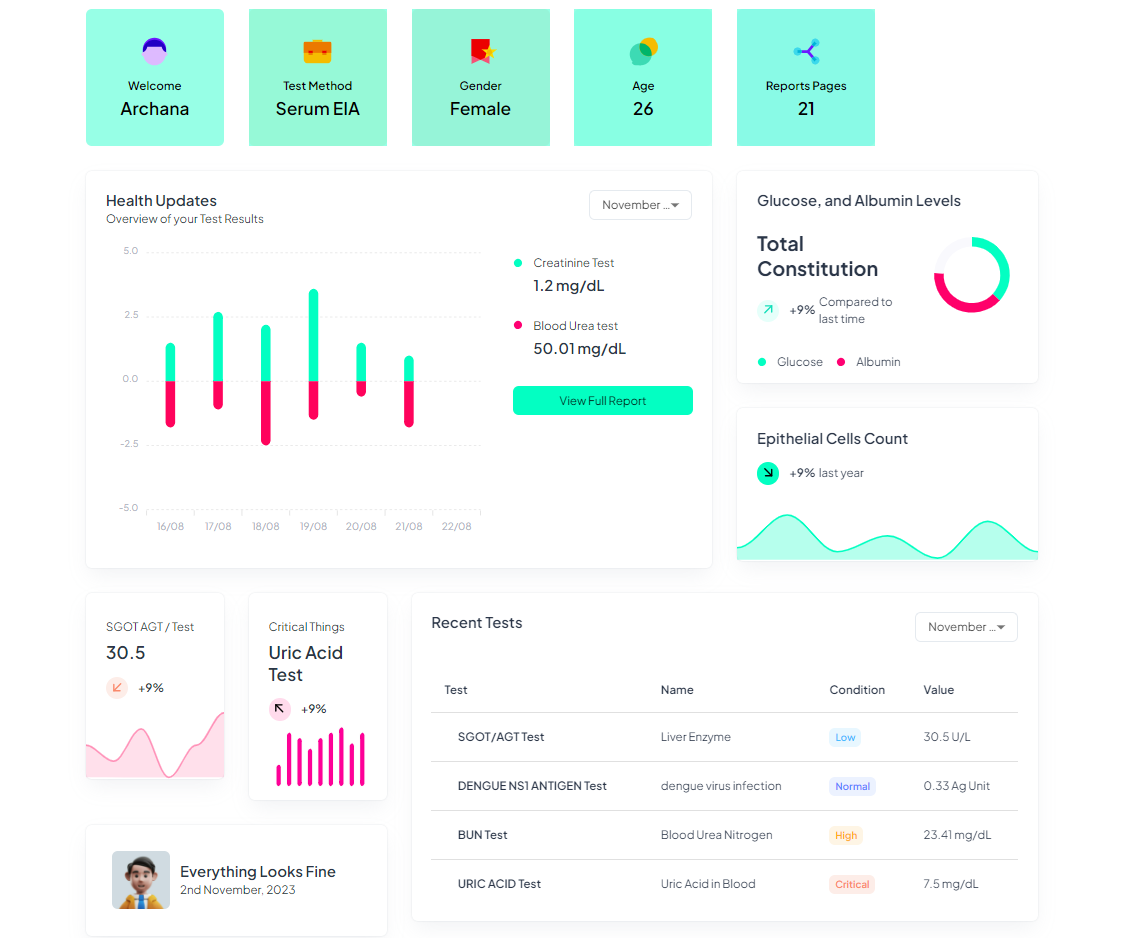 Welcome
Archana
Test Method
Serum EIA
Gender
Female
Age
26
Reports Pages
21
Health Updates
Overview of your Test Results
November ...
5.0
2.5
0.0
-2.5
-5.0
16/08 17/08 18/08 19/08 20/08 21/08 22/08
Creatinine Test
1.2 mg/dL
Blood Urea test
50.01 mg/dL
View Full Report
Glucose, and Albumin Levels
Total
Constitution
+9% Compared to
last time
Glucose Albumin
Epithelial Cells Count
+9% last year
SGOT AGT / Test
30.5
+9%
Critical Things
Uric Acid
Test
+9%
Everything Looks Fine
2nd November, 2023
Recent Tests
November ...
Test Name Condition Value
SGOT/AGT Test Liver Enzyme Low 30.5 U/L
DENGUE NS1 ANTIGEN Test dengue virus infection Normal 0.33 Ag Unit
BUN Test Blood Urea Nitrogen High 23.41 mg/dL
URIC ACID Test Uric Acid in Blood Critical 7.5 mg/dL